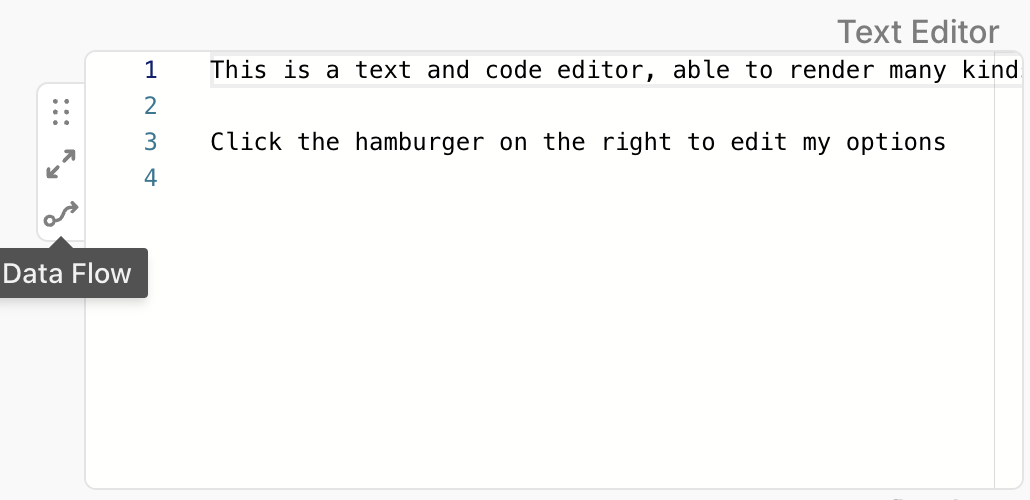 Text Editor
1 This is a text and code editor, able to render many kind
2
3 Click the hamburger on the right to edit my options
4
Data Flow